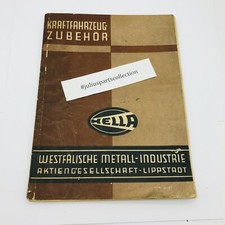 KRAFTFAHRZEUG
ZUBEHÖR
#juliuspartscollection
HELLA
WESTFÄLISCHE METALL-INDUSTRIE
AKTIENGESELLSCHAFT-LIPPSTADT